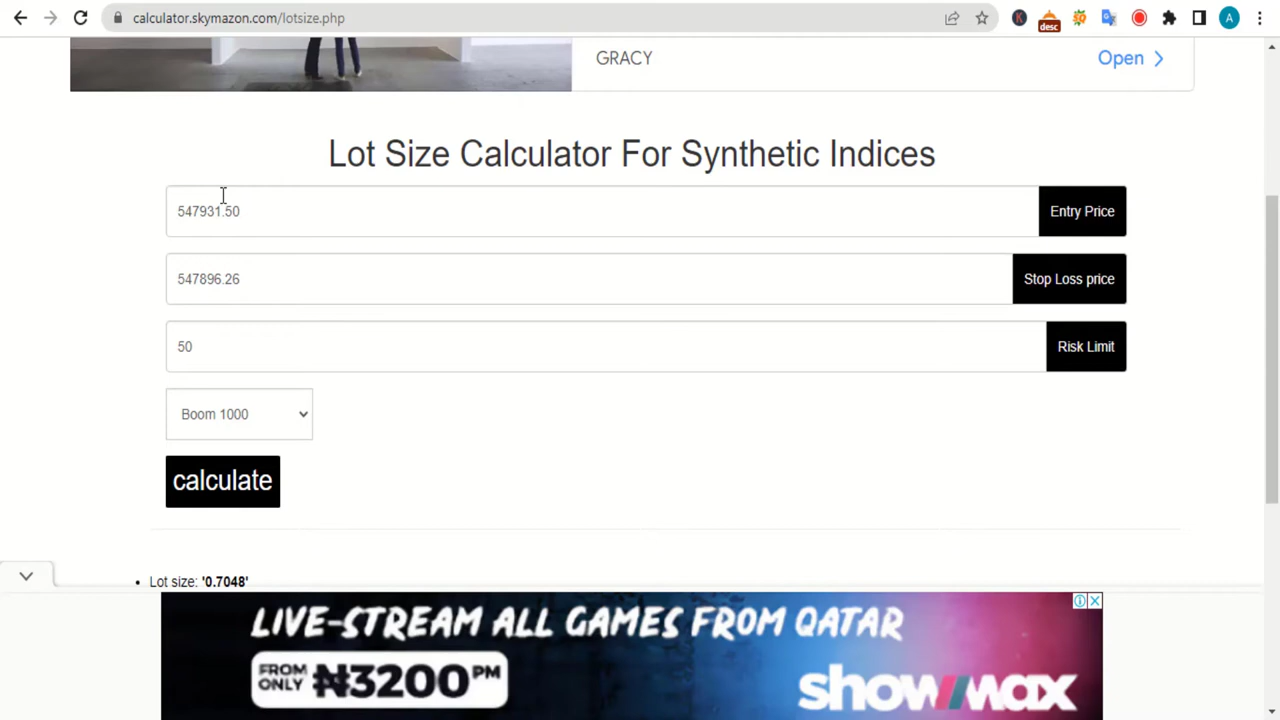 calculator.skymazon.com/lotsize.php
K
desc
A
GRACY
Open
Lot Size Calculator For Synthetic Indices
547931.50
Entry Price
547896.26
Stop Loss price
50
Risk Limit
Boom 1000
calculate
Lot size: '0.7048'
LIVE-STREAM ALL GAMES FROM QATAR
FROM
ONLY
₦3200PM
showmax